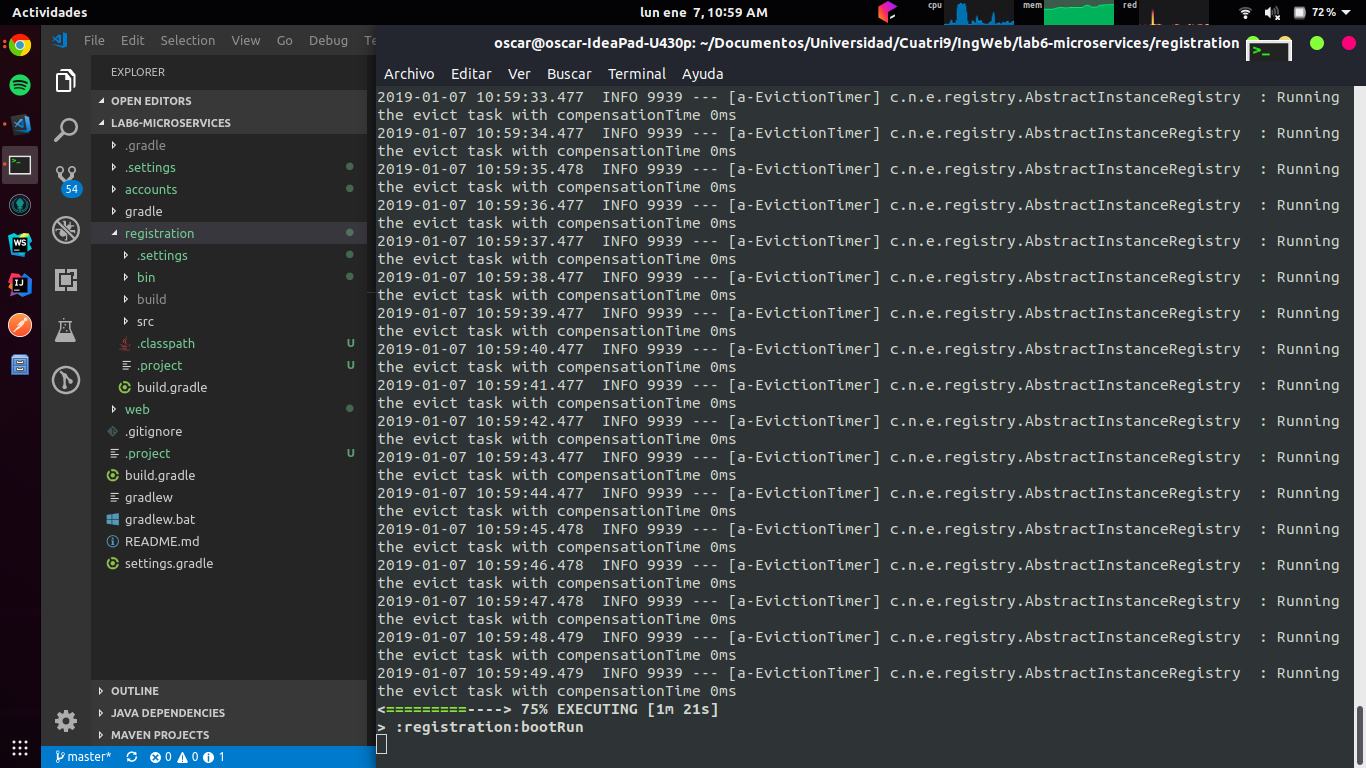 Actividades
lun ene 7, 10:59 AM
cpu
mem
red
72 %
File Edit Selection View Go Debug Te
oscar@oscar-IdeaPad-U430p: ~/Documentos/Universidad/Cuatri9/IngWeb/lab6-microservices/registration
Archivo Editar Ver Buscar Terminal Ayuda
EXPLORER
OPEN EDITORS
LAB6-MICROSERVICES
.gradle
.settings
accounts
gradle
registration
.settings
bin
build
src
.classpath U
.project U
build.gradle
web
.gitignore
.project U
build.gradle
gradlew
gradlew.bat
README.md
settings.gradle
OUTLINE
JAVA DEPENDENCIES
MAVEN PROJECTS
54
WS
IJ
master*
0 0 1
2019-01-07 10:59:33.477  INFO 9939 --- [a-EvictionTimer] c.n.e.registry.AbstractInstanceRegistry  : Running
the evict task with compensationTime 0ms
2019-01-07 10:59:34.477  INFO 9939 --- [a-EvictionTimer] c.n.e.registry.AbstractInstanceRegistry  : Running
the evict task with compensationTime 0ms
2019-01-07 10:59:35.478  INFO 9939 --- [a-EvictionTimer] c.n.e.registry.AbstractInstanceRegistry  : Running
the evict task with compensationTime 0ms
2019-01-07 10:59:36.477  INFO 9939 --- [a-EvictionTimer] c.n.e.registry.AbstractInstanceRegistry  : Running
the evict task with compensationTime 0ms
2019-01-07 10:59:37.477  INFO 9939 --- [a-EvictionTimer] c.n.e.registry.AbstractInstanceRegistry  : Running
the evict task with compensationTime 0ms
2019-01-07 10:59:38.477  INFO 9939 --- [a-EvictionTimer] c.n.e.registry.AbstractInstanceRegistry  : Running
the evict task with compensationTime 0ms
2019-01-07 10:59:39.477  INFO 9939 --- [a-EvictionTimer] c.n.e.registry.AbstractInstanceRegistry  : Running
the evict task with compensationTime 0ms
2019-01-07 10:59:40.477  INFO 9939 --- [a-EvictionTimer] c.n.e.registry.AbstractInstanceRegistry  : Running
the evict task with compensationTime 0ms
2019-01-07 10:59:41.477  INFO 9939 --- [a-EvictionTimer] c.n.e.registry.AbstractInstanceRegistry  : Running
the evict task with compensationTime 0ms
2019-01-07 10:59:42.477  INFO 9939 --- [a-EvictionTimer] c.n.e.registry.AbstractInstanceRegistry  : Running
the evict task with compensationTime 0ms
2019-01-07 10:59:43.477  INFO 9939 --- [a-EvictionTimer] c.n.e.registry.AbstractInstanceRegistry  : Running
the evict task with compensationTime 0ms
2019-01-07 10:59:44.477  INFO 9939 --- [a-EvictionTimer] c.n.e.registry.AbstractInstanceRegistry  : Running
the evict task with compensationTime 0ms
2019-01-07 10:59:45.478  INFO 9939 --- [a-EvictionTimer] c.n.e.registry.AbstractInstanceRegistry  : Running
the evict task with compensationTime 0ms
2019-01-07 10:59:46.478  INFO 9939 --- [a-EvictionTimer] c.n.e.registry.AbstractInstanceRegistry  : Running
the evict task with compensationTime 0ms
2019-01-07 10:59:47.478  INFO 9939 --- [a-EvictionTimer] c.n.e.registry.AbstractInstanceRegistry  : Running
the evict task with compensationTime 0ms
2019-01-07 10:59:48.479  INFO 9939 --- [a-EvictionTimer] c.n.e.registry.AbstractInstanceRegistry  : Running
the evict task with compensationTime 0ms
2019-01-07 10:59:49.479  INFO 9939 --- [a-EvictionTimer] c.n.e.registry.AbstractInstanceRegistry  : Running
the evict task with compensationTime 0ms
<=========----> 75% EXECUTING [1m 21s]
> :registration:bootRun